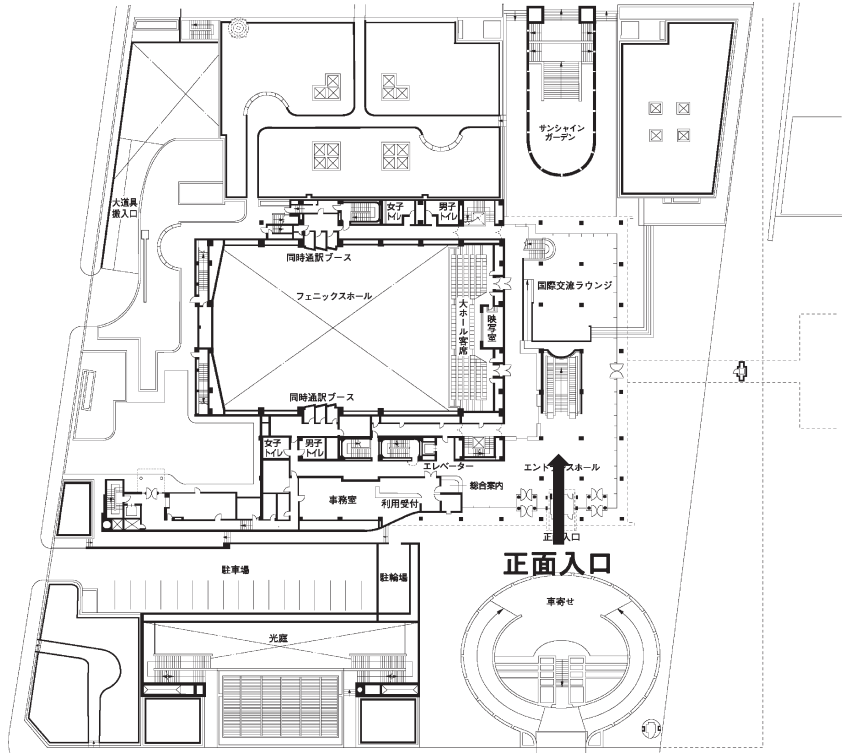 サンシャイン
ガーデン
大道具
搬入口
女子
トイレ
男子
トイレ
同時通訳ブース
フェニックスホール
大ホール客席
映写室
国際交流ラウンジ
同時通訳ブース
女子
トイレ
男子
トイレ
エレベーター
エントランスホール
総合案内
事務室
利用受付
正面入口
正面入口
駐車場
駐輪場
車寄せ
光庭